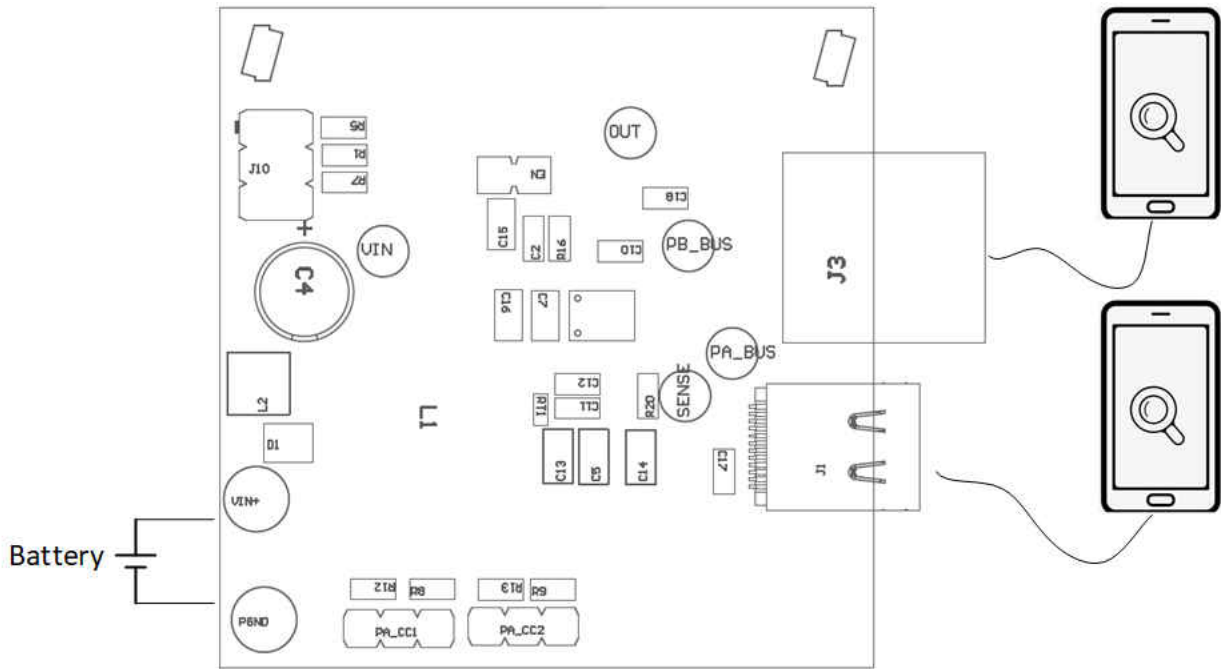 R5
OUT
J10
R1
EN
R7
C18
C15
C2
R16
C10
PB_BUS
VIN
+
C4
J3
C16
C7
PA_BUS
SENSE
C12
L2
RT1
C11
R20
L1
D1
C13
C5
C14
C17
J1
VIN+
Battery
R12
R8
R13
R9
PGND
PA_CC1
PA_CC2